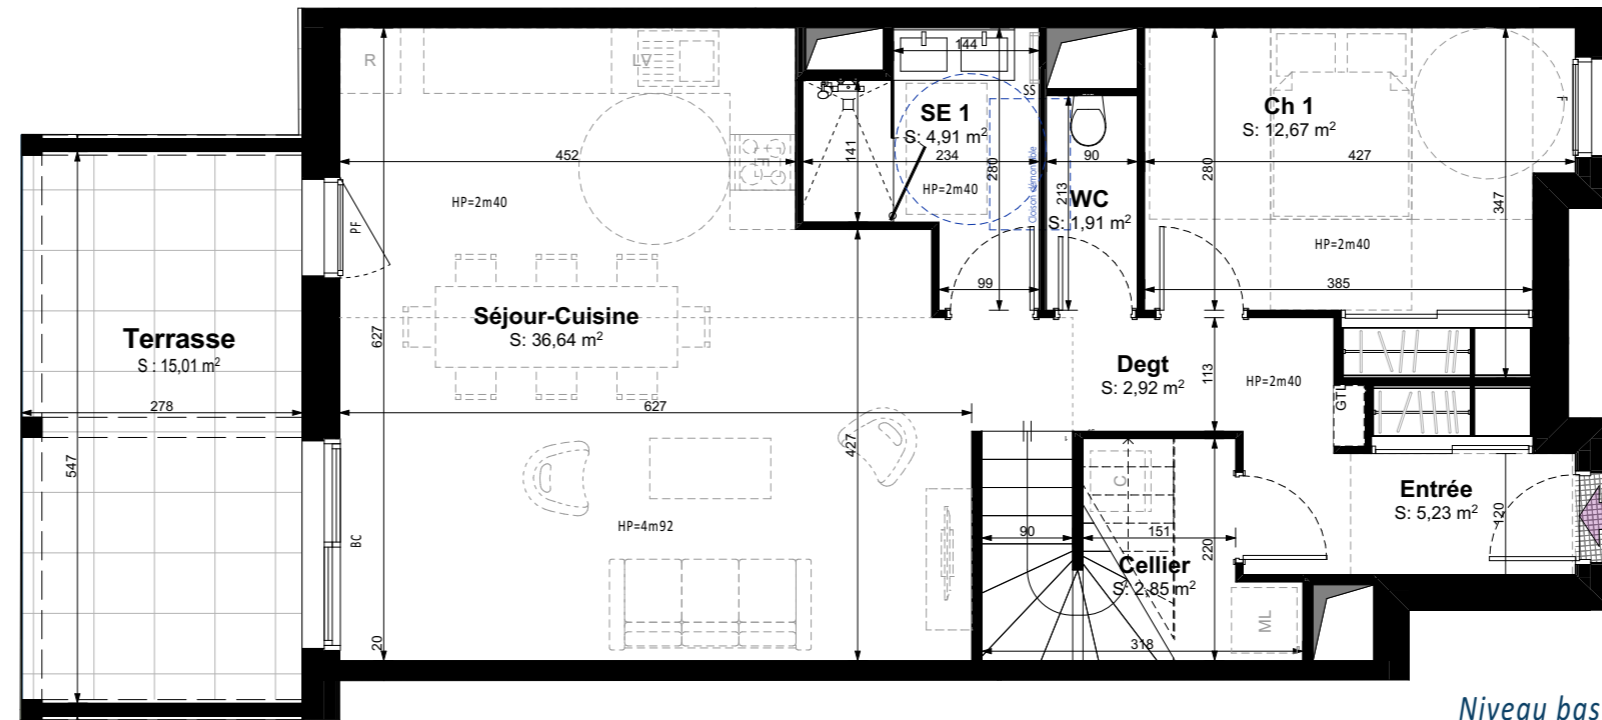 R
LV
144
SS
SE 1
S: 4,91 m²
Ch 1
S: 12,67 m²
452
141
234
280
90
280
427
347
HP=2m40
HP=2m40
Cloison démontable
213
WC
S: 1,91 m²
HP=2m40
F
PF
99
385
Séjour-Cuisine
S: 36,64 m²
627
Terrasse
S : 15,01 m²
Degt
S: 2,92 m²
113
HP=2m40
278
627
GTL
427
547
C
Entrée
S: 5,23 m²
120
HP=4m92
BC
90
151
220
Cellier
S: 2,85 m²
ML
20
318
Niveau bas